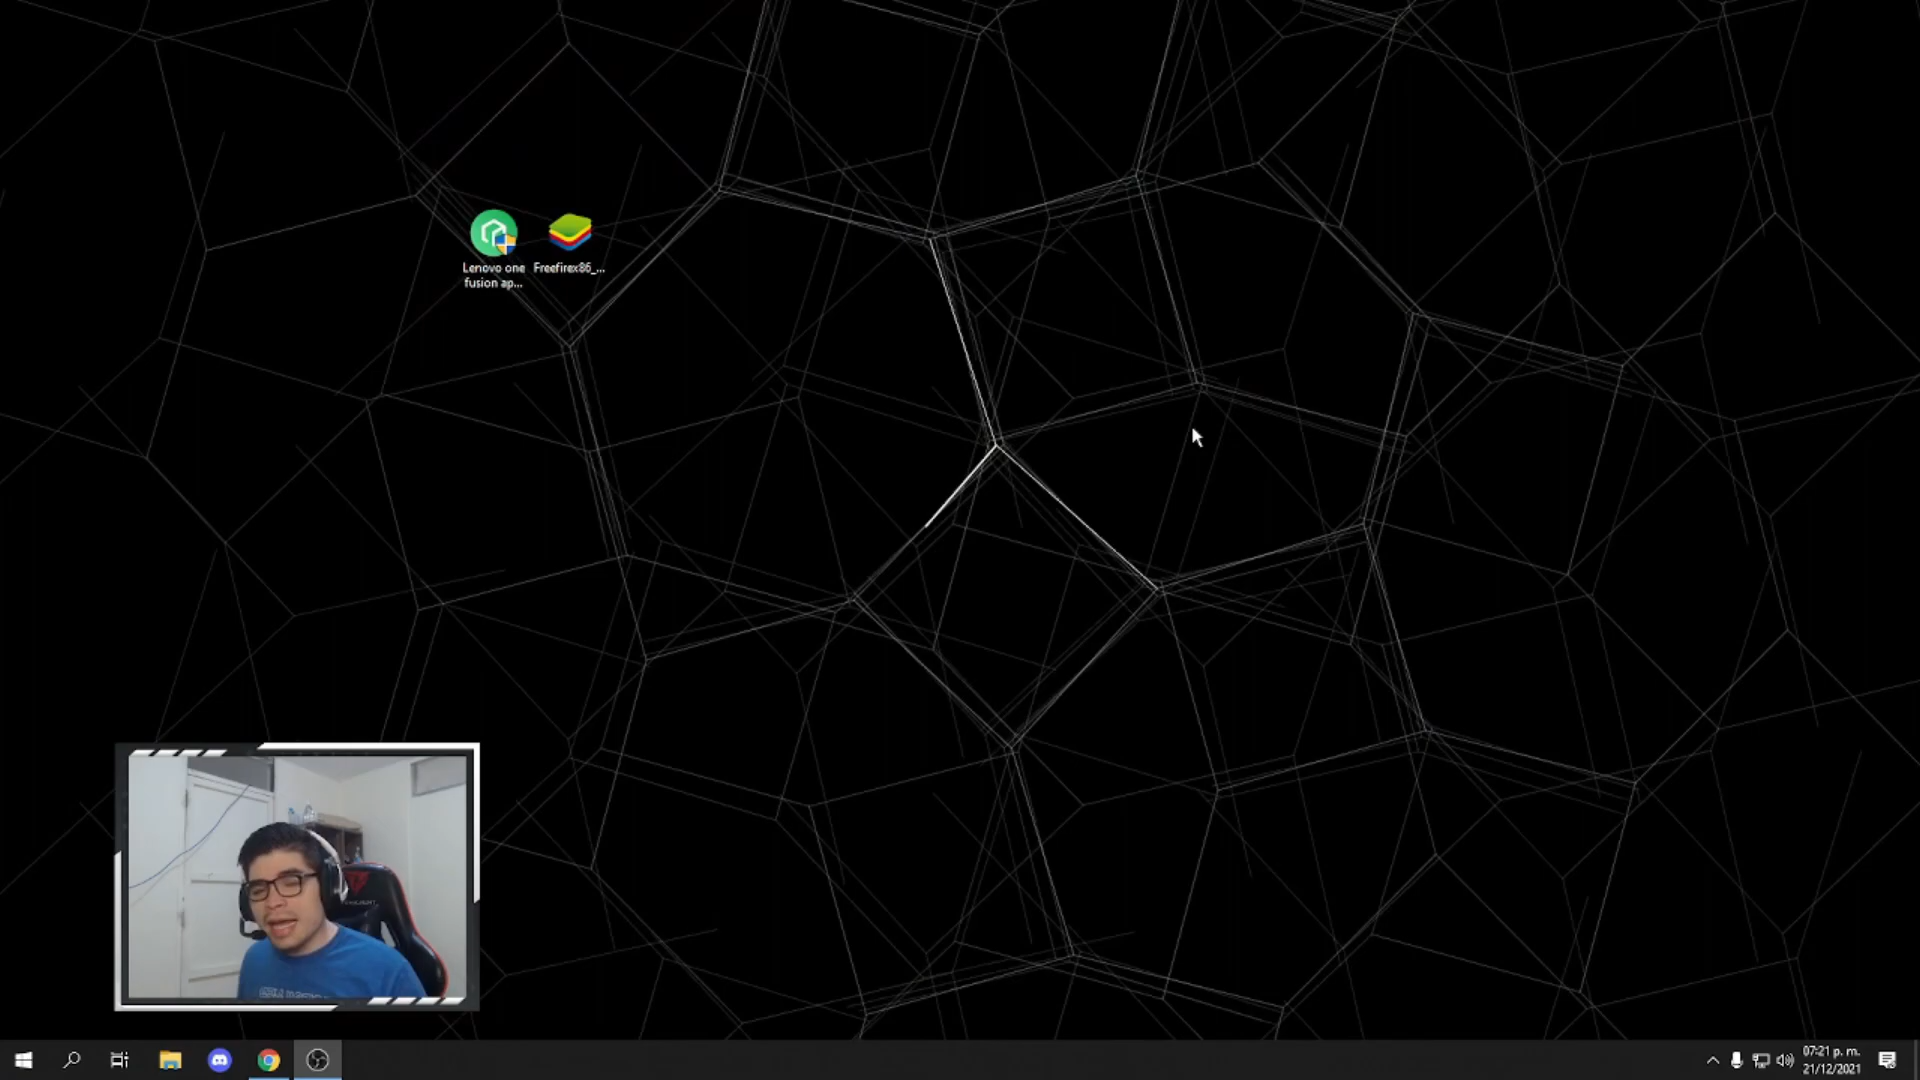 Lenovo one
fusion ap...
Freefirex86_...
07:21 p. m.
21/12/2021